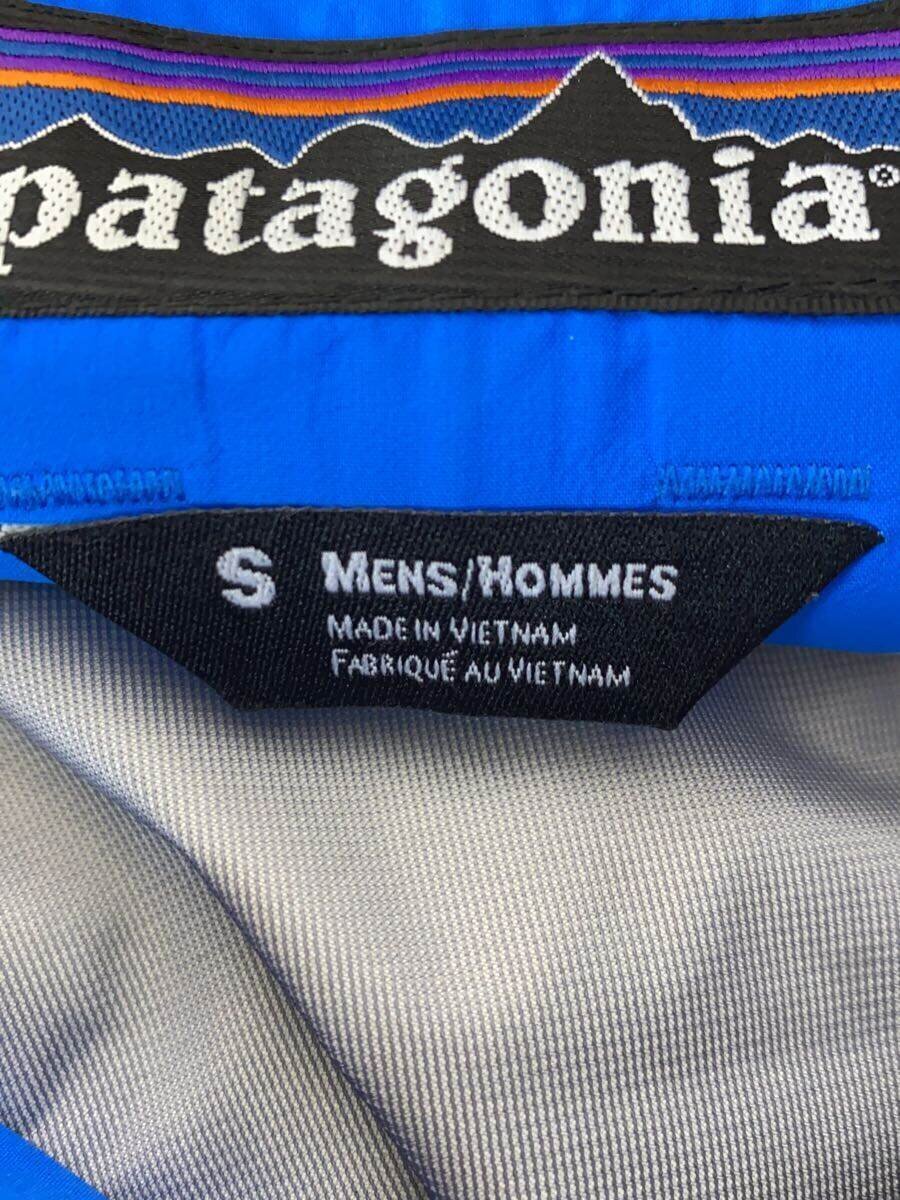 patagonia®
S MENS/HOMMES
MADE IN VIETNAM
FABRIQUÉ AU VIETNAM